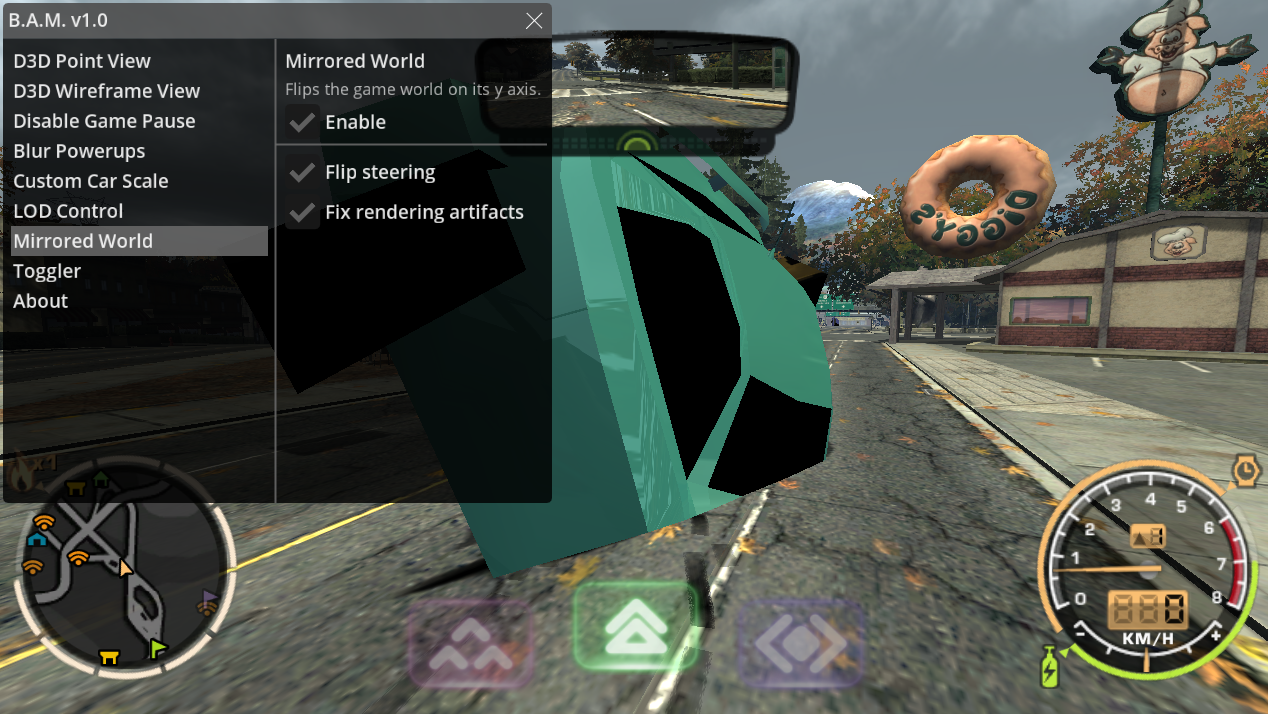 B.A.M. v1.0
D3D Point View
D3D Wireframe View
Disable Game Pause
Blur Powerups
Custom Car Scale
LOD Control
Mirrored World
Toggler
About
Mirrored World
Flips the game world on its y axis.
Enable
Flip steering
Fix rendering artifacts
x1
0 1 2 3 4 5 6 7 8
1
0
KM/H
- +